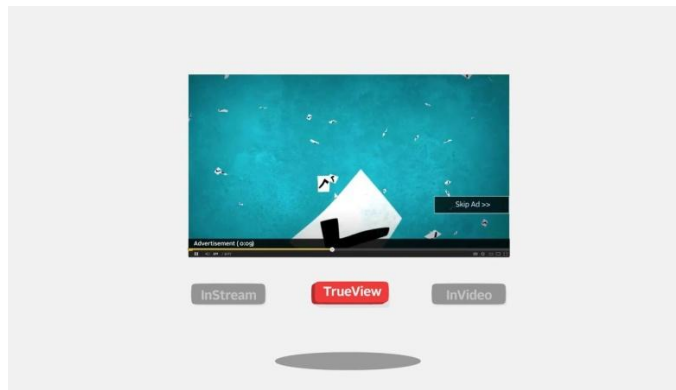 Skip Ad >>
Advertisement ( 0:09)
InStream
TrueView
InVideo